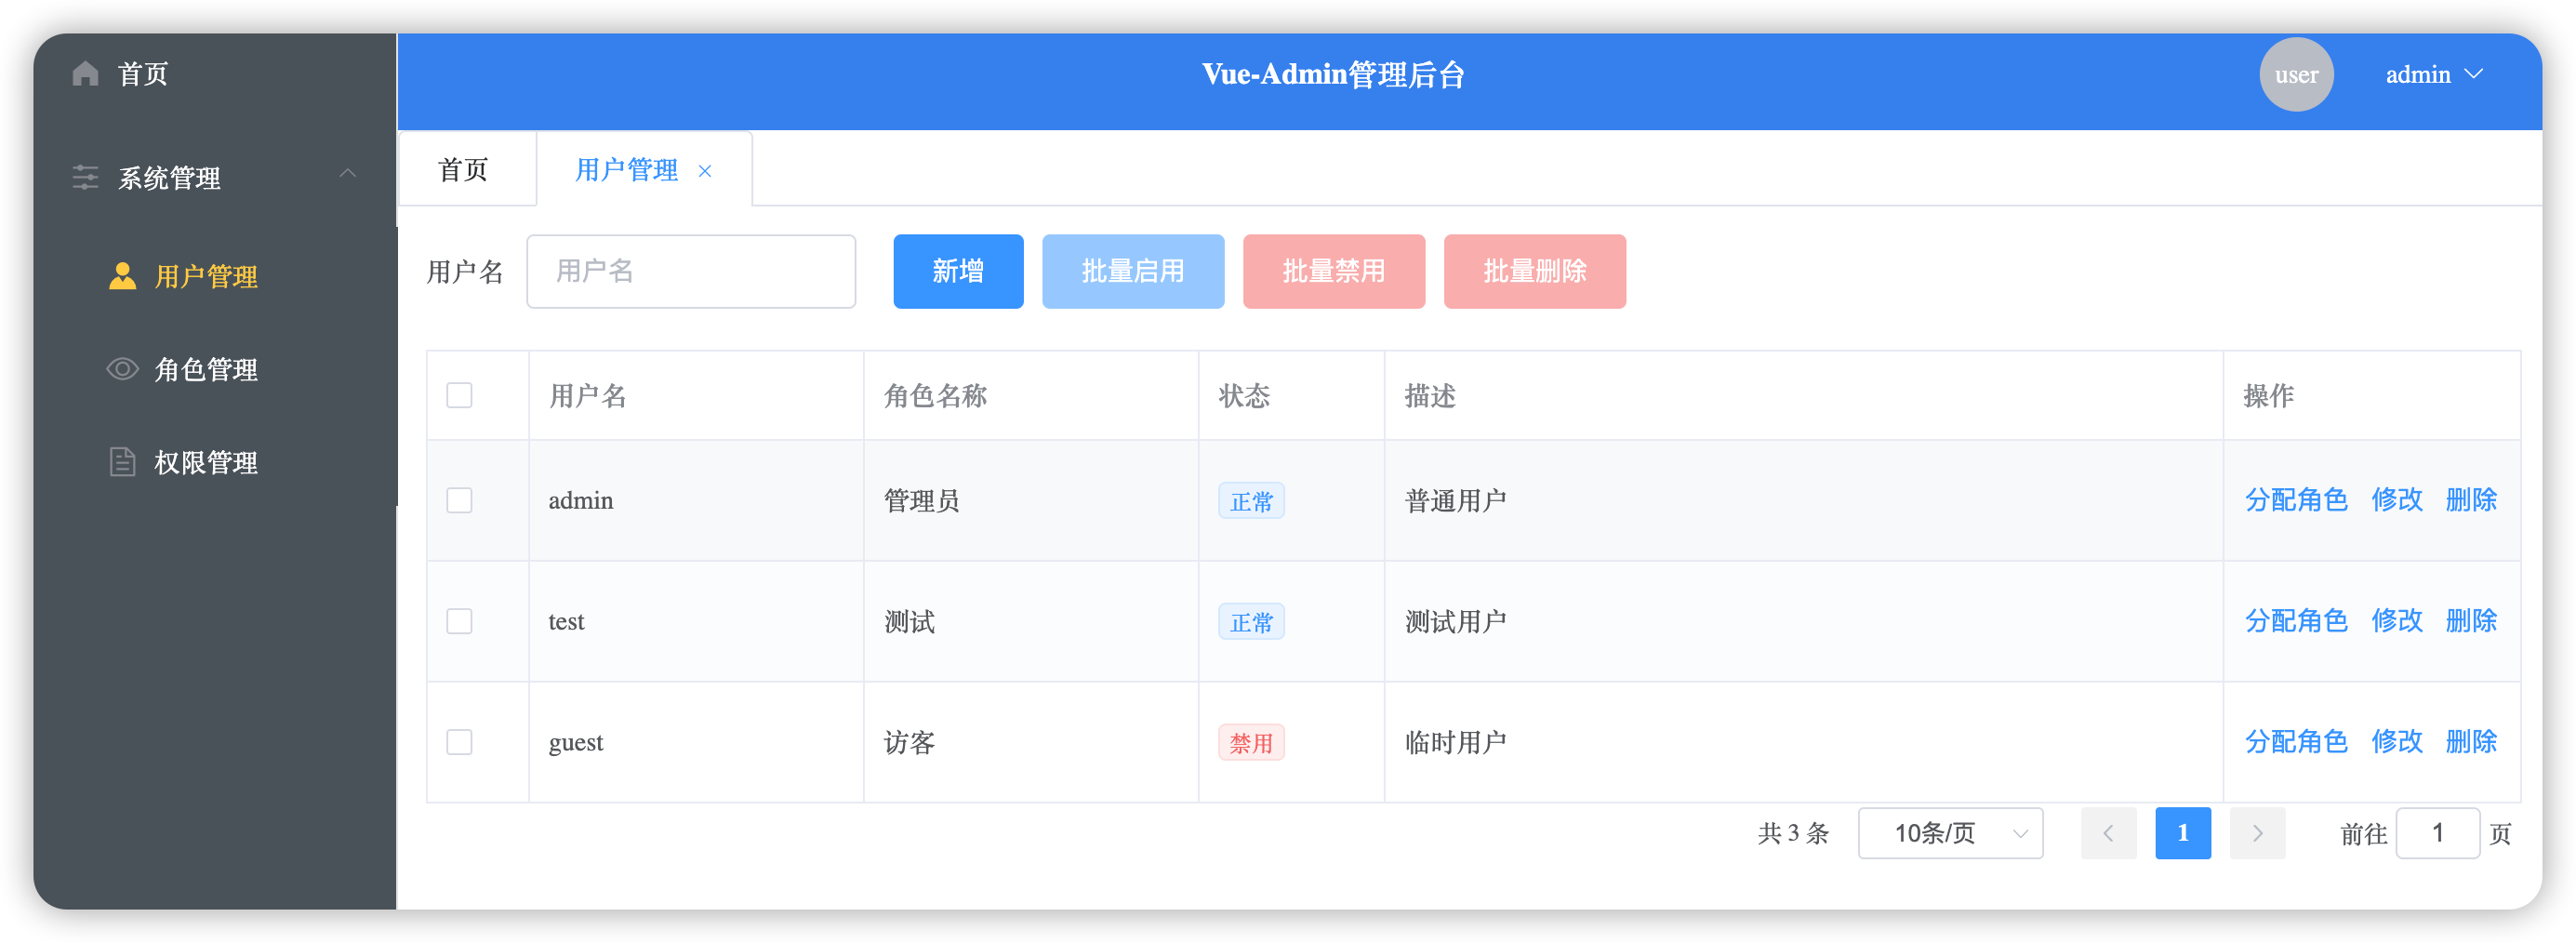 首页
系统管理
用户管理
角色管理
权限管理
Vue-Admin管理后台
user
admin
首页 用户管理 ×
用户名 用户名 新增 批量启用 批量禁用 批量删除
用户名 角色名称 状态 描述 操作
admin 管理员 正常 普通用户 分配角色 修改 删除
test 测试 正常 测试用户 分配角色 修改 删除
guest 访客 禁用 临时用户 分配角色 修改 删除
共 3 条 10条/页 1 前往 1 页